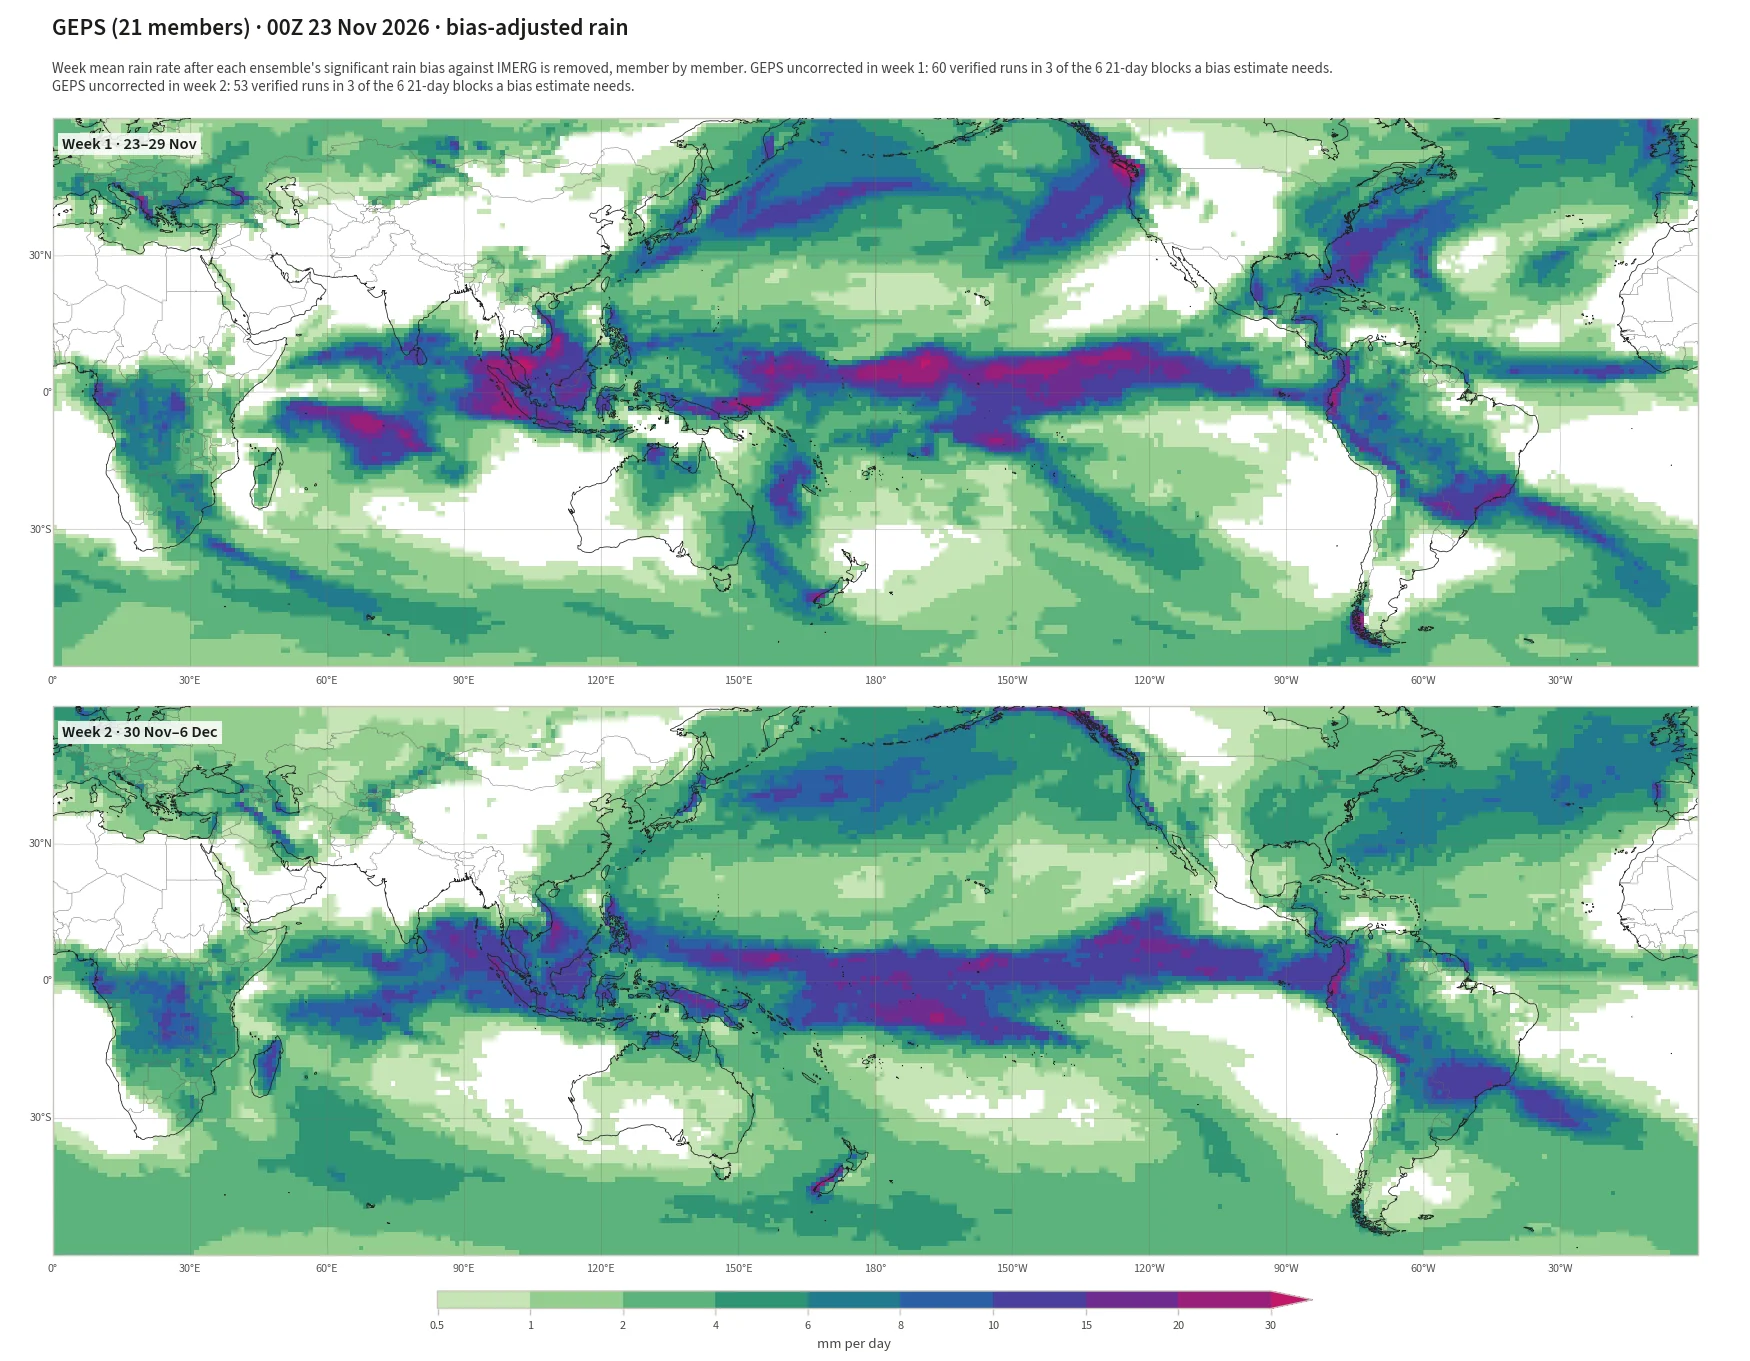 GEPS (21 members) · 00Z 23 Nov 2026 · bias-adjusted rain
Week mean rain rate after each ensemble's significant rain bias against IMERG is removed, member by member. GEPS uncorrected in week 1: 60 verified runs in 3 of the 6 21-day blocks a bias estimate needs.
GEPS uncorrected in week 2: 53 verified runs in 3 of the 6 21-day blocks a bias estimate needs.
Week 1 · 23–29 Nov
30°N
0°
30°S
0° 30°E 60°E 90°E 120°E 150°E 180° 150°W 120°W 90°W 60°W 30°W
Week 2 · 30 Nov–6 Dec
30°N
0°
30°S
0° 30°E 60°E 90°E 120°E 150°E 180° 150°W 120°W 90°W 60°W 30°W
0.5 1 2 4 6 8 10 15 20 30
mm per day